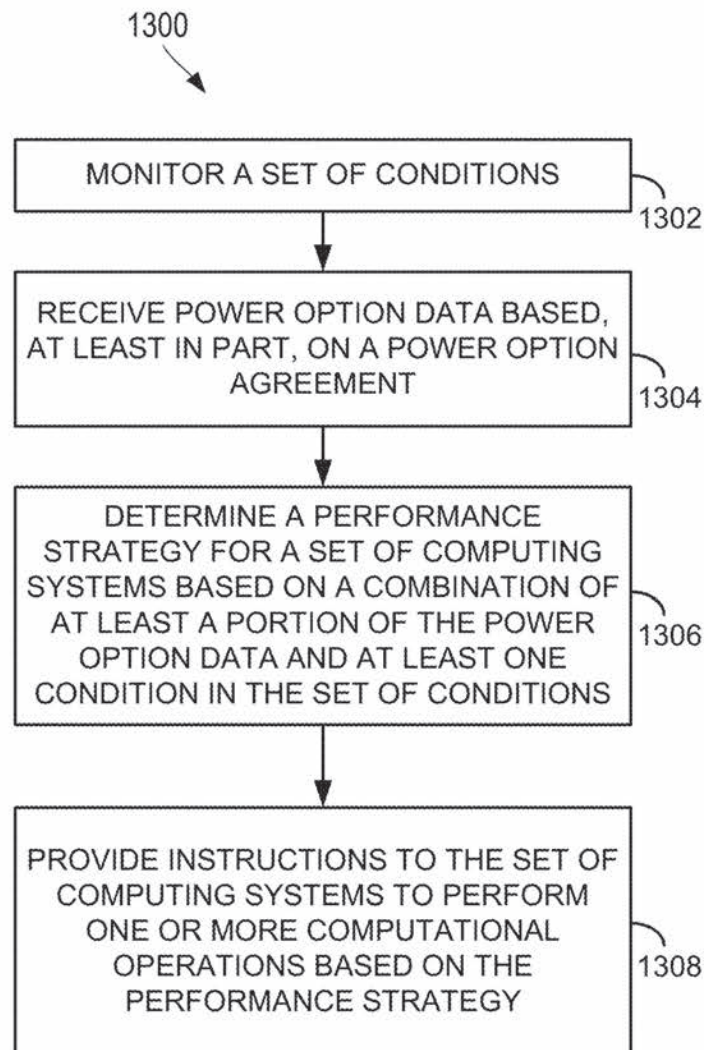 1300
MONITOR A SET OF CONDITIONS
1302
RECEIVE POWER OPTION DATA BASED,
AT LEAST IN PART, ON A POWER OPTION
AGREEMENT
1304
DETERMINE A PERFORMANCE
STRATEGY FOR A SET OF COMPUTING
SYSTEMS BASED ON A COMBINATION OF
AT LEAST A PORTION OF THE POWER
OPTION DATA AND AT LEAST ONE
CONDITION IN THE SET OF CONDITIONS
1306
PROVIDE INSTRUCTIONS TO THE SET OF
COMPUTING SYSTEMS TO PERFORM
ONE OR MORE COMPUTATIONAL
OPERATIONS BASED ON THE
PERFORMANCE STRATEGY
1308